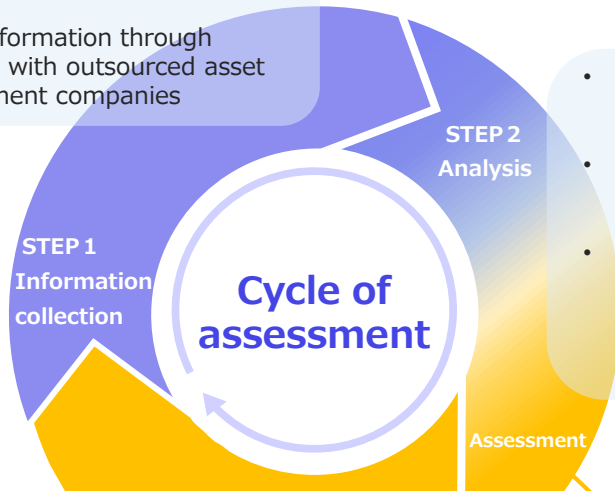 formation through
with outsourced asset
ment companies
STEP 2
Analysis
STEP 1
Information
collection
Cycle of
assessment
Assessment